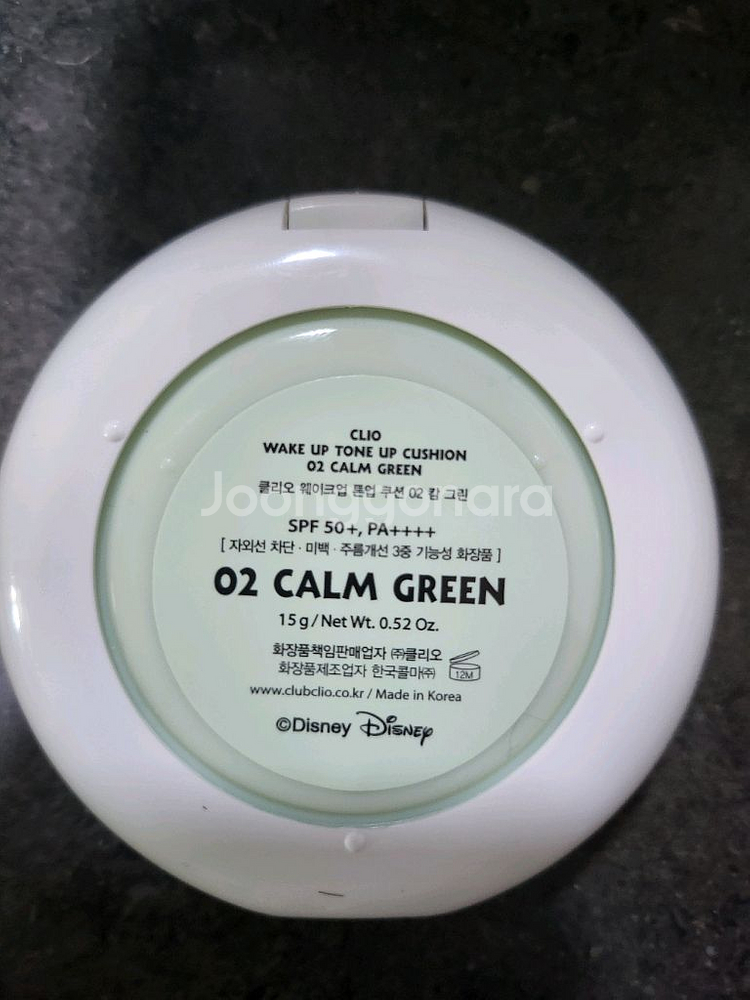 CLIO
WAKE UP TONE UP CUSHION
02 CALM GREEN
클리오 웨이크업 톤업 쿠션 02 캄 그린
Joonggonara
SPF 50+, PA++++
[ 자외선 차단 · 미백 · 주름개선 3중 기능성 화장품 ]
02 CALM GREEN
15g/Net Wt. 0.52 Oz.
화장품책임판매업자 ㈜클리오
화장품제조업자 한국콜마㈜
12M
www.clubclio.co.kr / Made in Korea
©Disney Disney